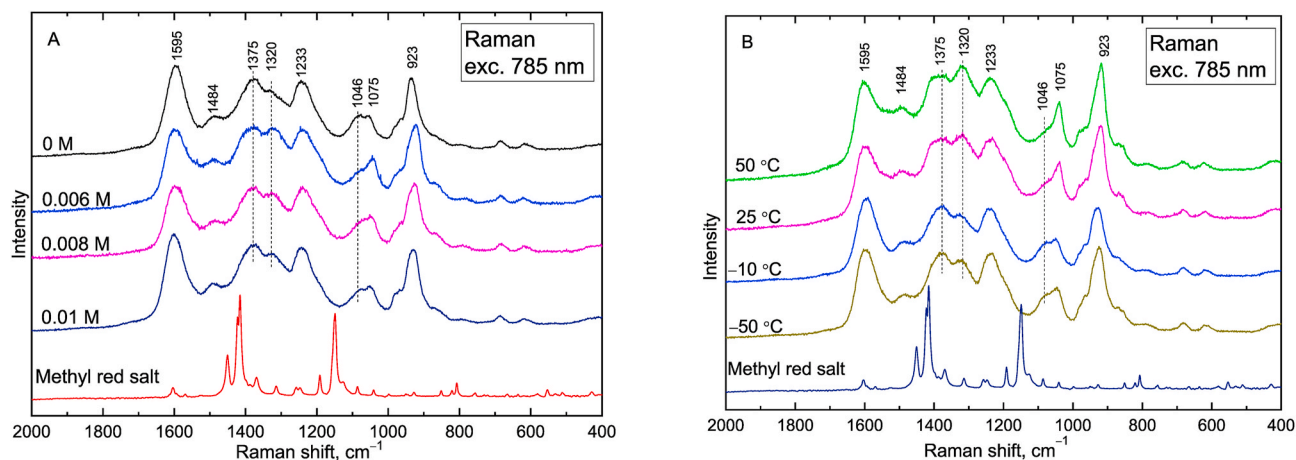 A
Raman
exc. 785 nm
1595
1484
1375
1320
1233
1046
1075
923
0 M
0.006 M
0.008 M
0.01 M
Methyl red salt
Intensity
2000 1800 1600 1400 1200 1000 800 600 400
Raman shift, cm⁻¹
B
Raman
exc. 785 nm
1595
1484
1375
1320
1233
1046
1075
923
50 °C
25 °C
−10 °C
−50 °C
Methyl red salt
Intensity
2000 1800 1600 1400 1200 1000 800 600 400
Raman shift, cm⁻¹